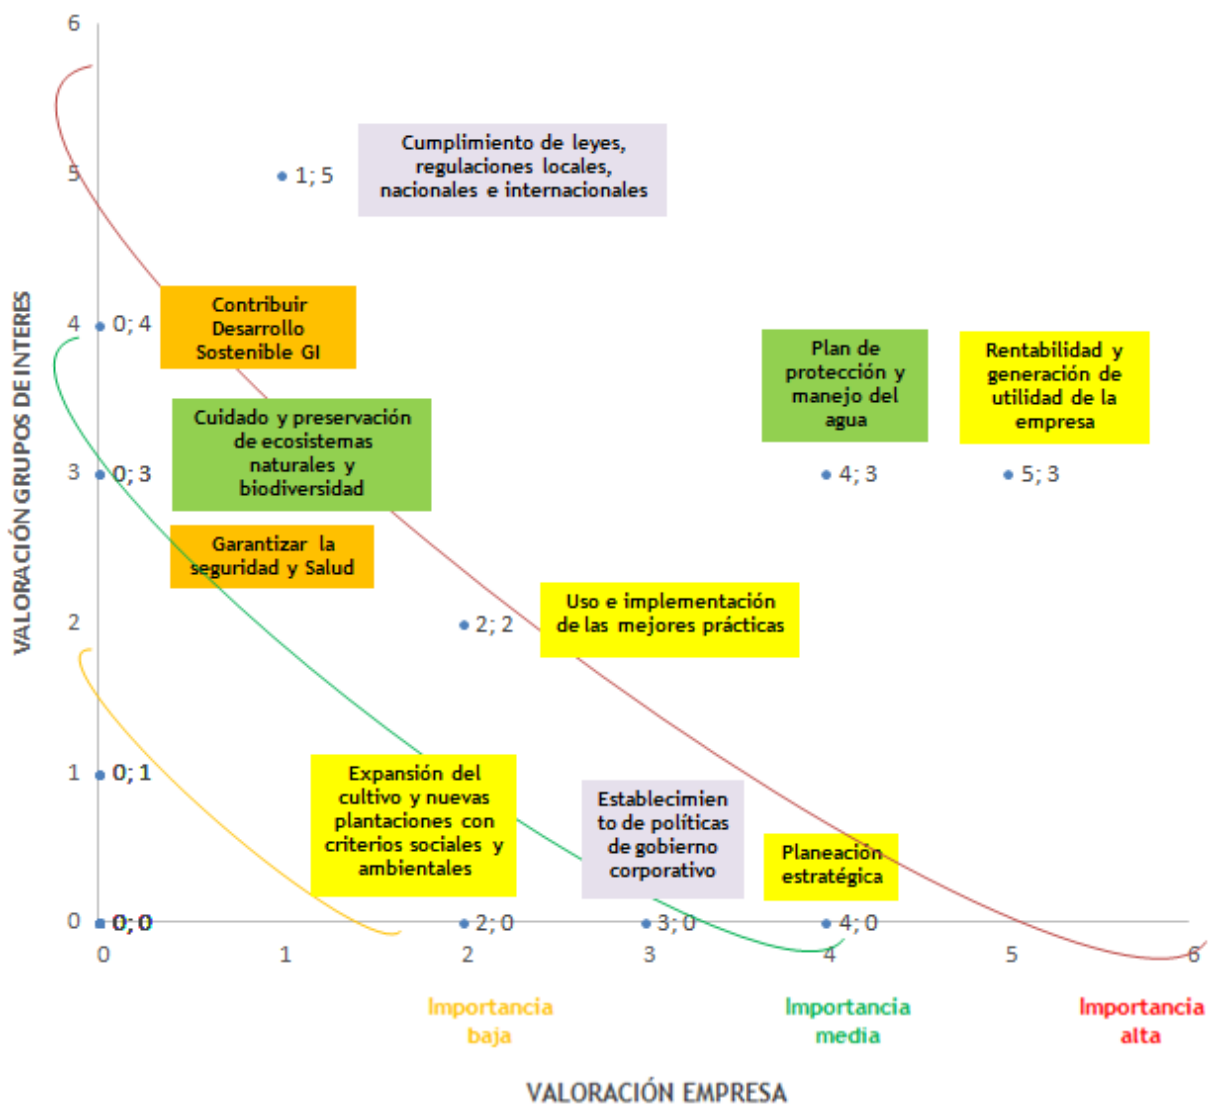 6
Cumplimiento de leyes,
regulaciones locales,
nacionales e internacionales
5
1; 5
VALORACIÓN GRUPOS DE INTERES
Contribuir
Desarrollo
Sostenible GI
4
0; 4
Plan de
protección y
manejo del
agua
Rentabilidad y
generación de
utilidad de la
empresa
Cuidado y preservación
de ecosistemas
naturales y
biodiversidad
3
0; 3
4; 3
5; 3
Garantizar la
seguridad y Salud
2
2; 2
Uso e implementación
de las mejores prácticas
1
0; 1
Expansión del
cultivo y nuevas
plantaciones con
criterios sociales y
ambientales
Establecimien
to de políticas
de gobierno
corporativo
Planeación
estratégica
0
0; 0
2; 0
3; 0
4; 0
0 1 2 3 4 5 6
Importancia
baja
Importancia
media
Importancia
alta
VALORACIÓN EMPRESA